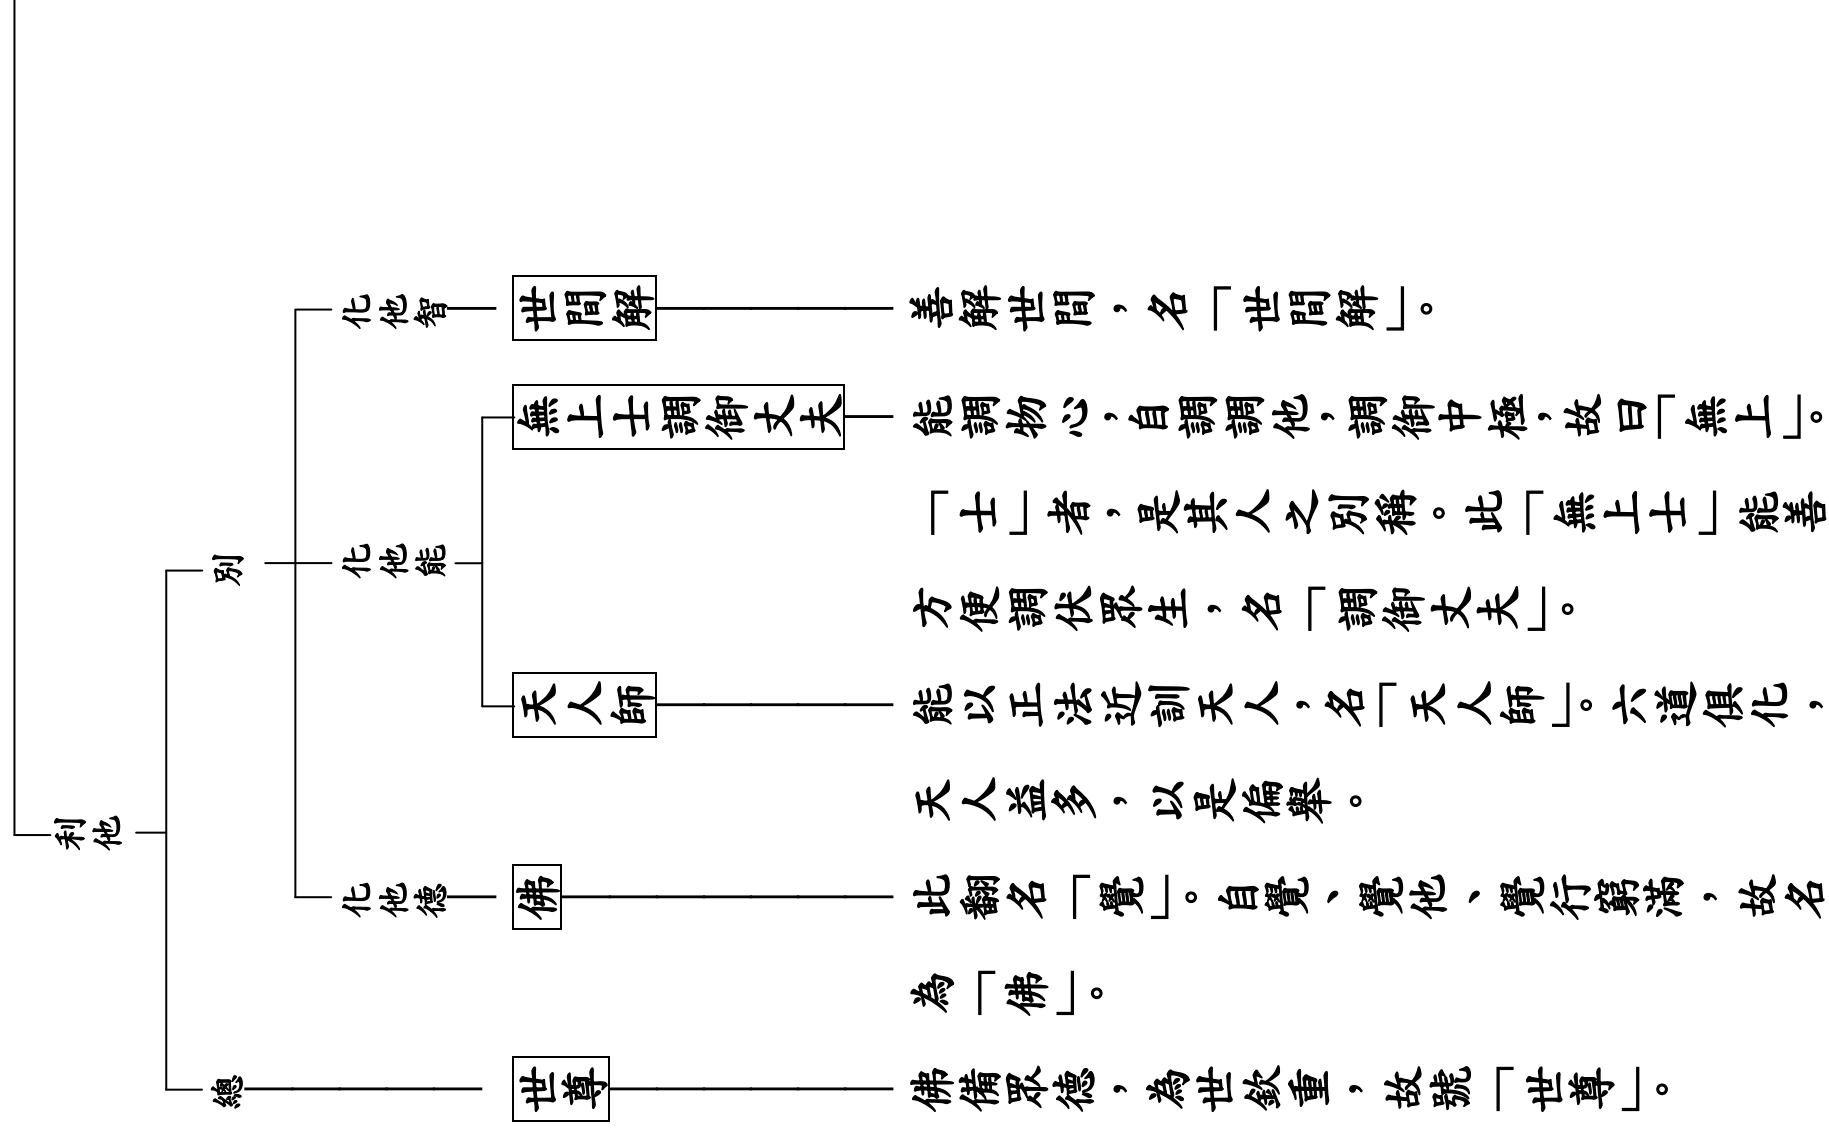 利他
別
化他智
世間解
善解世間，名「世間解」。
化他能
無上士調御丈夫
能調物心，自調調他，調御中極，故曰「無上」。
「士」者，是其人之別稱。此「無上士」能善
方便調伏眾生，名「調御丈夫」。
天人師
能以正法近訓天人，名「天人師」。六道俱化，
天人益多，以是偏舉。
化他德
佛
此翻名「覺」。自覺、覺他、覺行窮滿，故名
為「佛」。
總
世尊
佛備眾德，為世欽重，故號「世尊」。